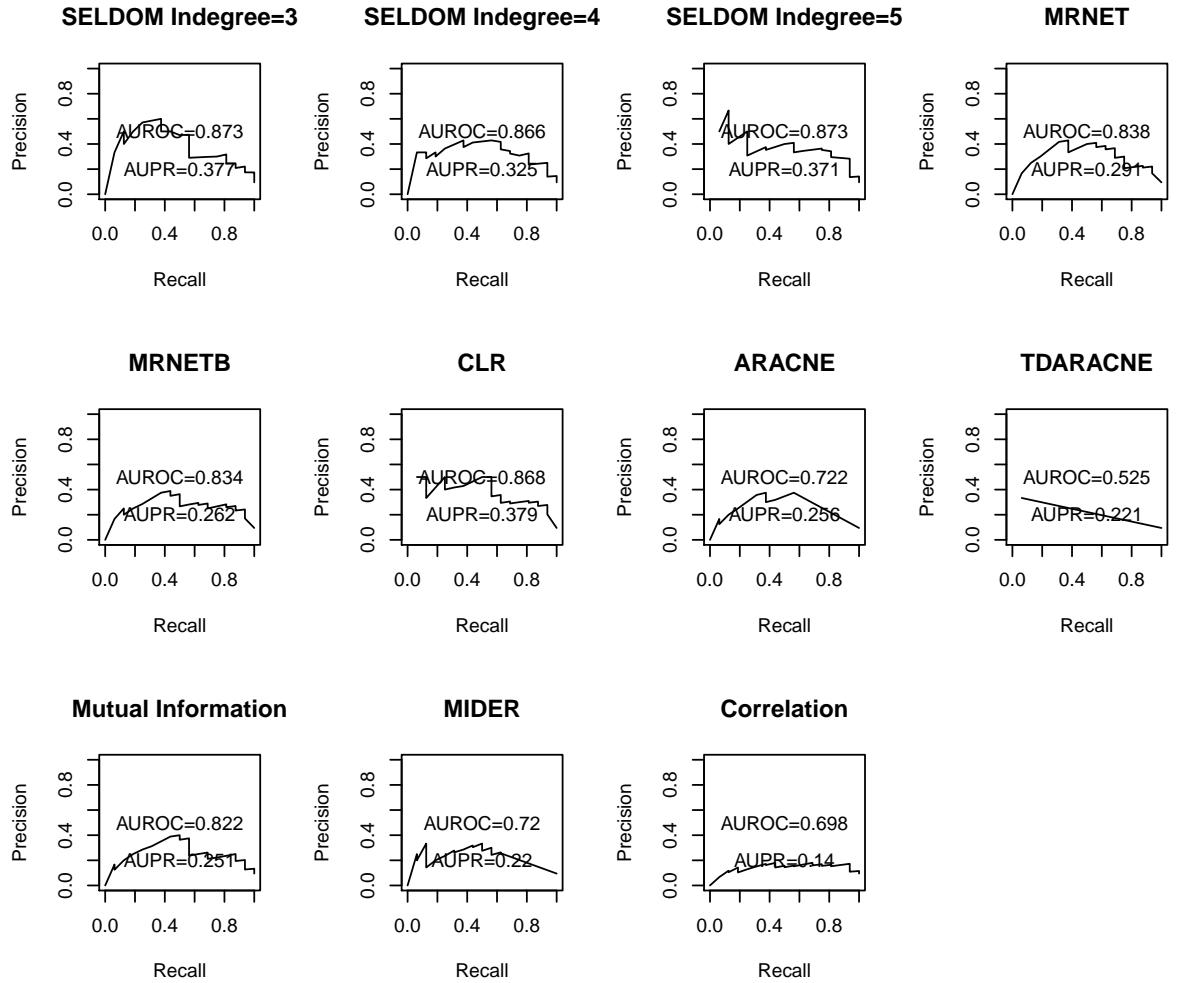 SELDOM Indegree=3
Precision
0.0 0.4 0.8
AUROC=0.873
AUPR=0.377
0.0 0.4 0.8
Recall
SELDOM Indegree=4
Precision
0.0 0.4 0.8
AUROC=0.866
AUPR=0.325
0.0 0.4 0.8
Recall
SELDOM Indegree=5
Precision
0.0 0.4 0.8
AUROC=0.873
AUPR=0.371
0.0 0.4 0.8
Recall
MRNET
Precision
0.0 0.4 0.8
AUROC=0.838
AUPR=0.291
0.0 0.4 0.8
Recall
MRNETB
Precision
0.0 0.4 0.8
AUROC=0.834
AUPR=0.262
0.0 0.4 0.8
Recall
CLR
Precision
0.0 0.4 0.8
AUROC=0.868
AUPR=0.379
0.0 0.4 0.8
Recall
ARACNE
Precision
0.0 0.4 0.8
AUROC=0.722
AUPR=0.256
0.0 0.4 0.8
Recall
TDARACNE
Precision
0.0 0.4 0.8
AUROC=0.525
AUPR=0.221
0.0 0.4 0.8
Recall
Mutual Information
Precision
0.0 0.4 0.8
AUROC=0.822
AUPR=0.251
0.0 0.4 0.8
Recall
MIDER
Precision
0.0 0.4 0.8
AUROC=0.72
AUPR=0.22
0.0 0.4 0.8
Recall
Correlation
Precision
0.0 0.4 0.8
AUROC=0.698
AUPR=0.14
0.0 0.4 0.8
Recall